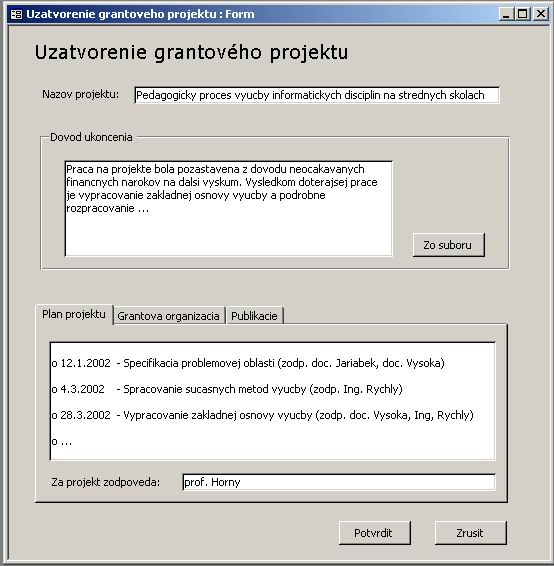 Uzatvorenie grantoveho projektu : Form
Uzatvorenie grantového projektu
Nazov projektu: Pedagogicky proces vyucby informatickych disciplin na strednych skolach
Dovod ukoncenia
Praca na projekte bola pozastavena z dovodu neocakavanych
financnych narokov na dalsi vyskum. Vysledkom doterajsej prace
je vypracovanie zakladnej osnovy vyucby a podrobne
rozpracovanie ...
Zo suboru
Plan projektu Grantova organizacia Publikacie
o 12.1.2002 - Specifikacia problemovej oblasti (zodp. doc. Jariabek, doc. Vysoka)
o 4.3.2002 - Spracovanie sucasnych metod vyucby (zodp. Ing. Rychly)
o 28.3.2002 - Vypracovanie zakladnej osnovy vyucby (zodp. doc. Vysoka, Ing, Rychly)
o ...
Za projekt zodpoveda: prof. Horny
Potvrdit Zrusit